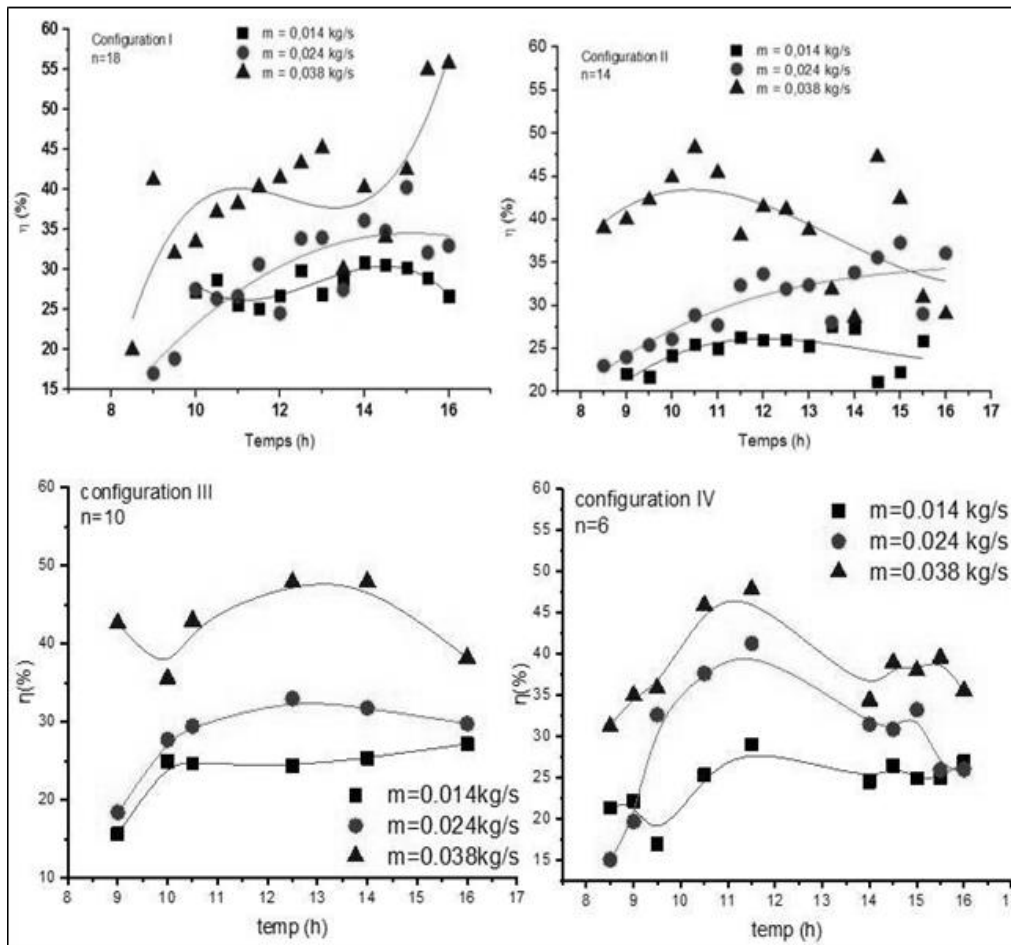 Configuration I
n=18
m = 0,014 kg/s
m = 0,024 kg/s
m = 0,038 kg/s
60
55
50
45
40
35
30
25
20
15
η (%)
8
10
12
14
16
Temps (h)
Configuration II
n=14
m = 0,014 kg/s
m = 0,024 kg/s
m = 0,038 kg/s
60
55
50
45
40
35
30
25
20
η (%)
8
9
10
11
12
13
14
15
16
17
Temps (h)
configuration III
n=10
60
50
40
30
20
10
η(%)
m=0.014kg/s
m=0.024kg/s
m=0.038kg/s
8
9
10
11
12
13
14
15
16
17
temp (h)
configuration IV
n=6
m=0.014 kg/s
m=0.024 kg/s
m=0.038 kg/s
60
55
50
45
40
35
30
25
20
15
η(%)
8
9
10
11
12
13
14
15
16
temp (h)